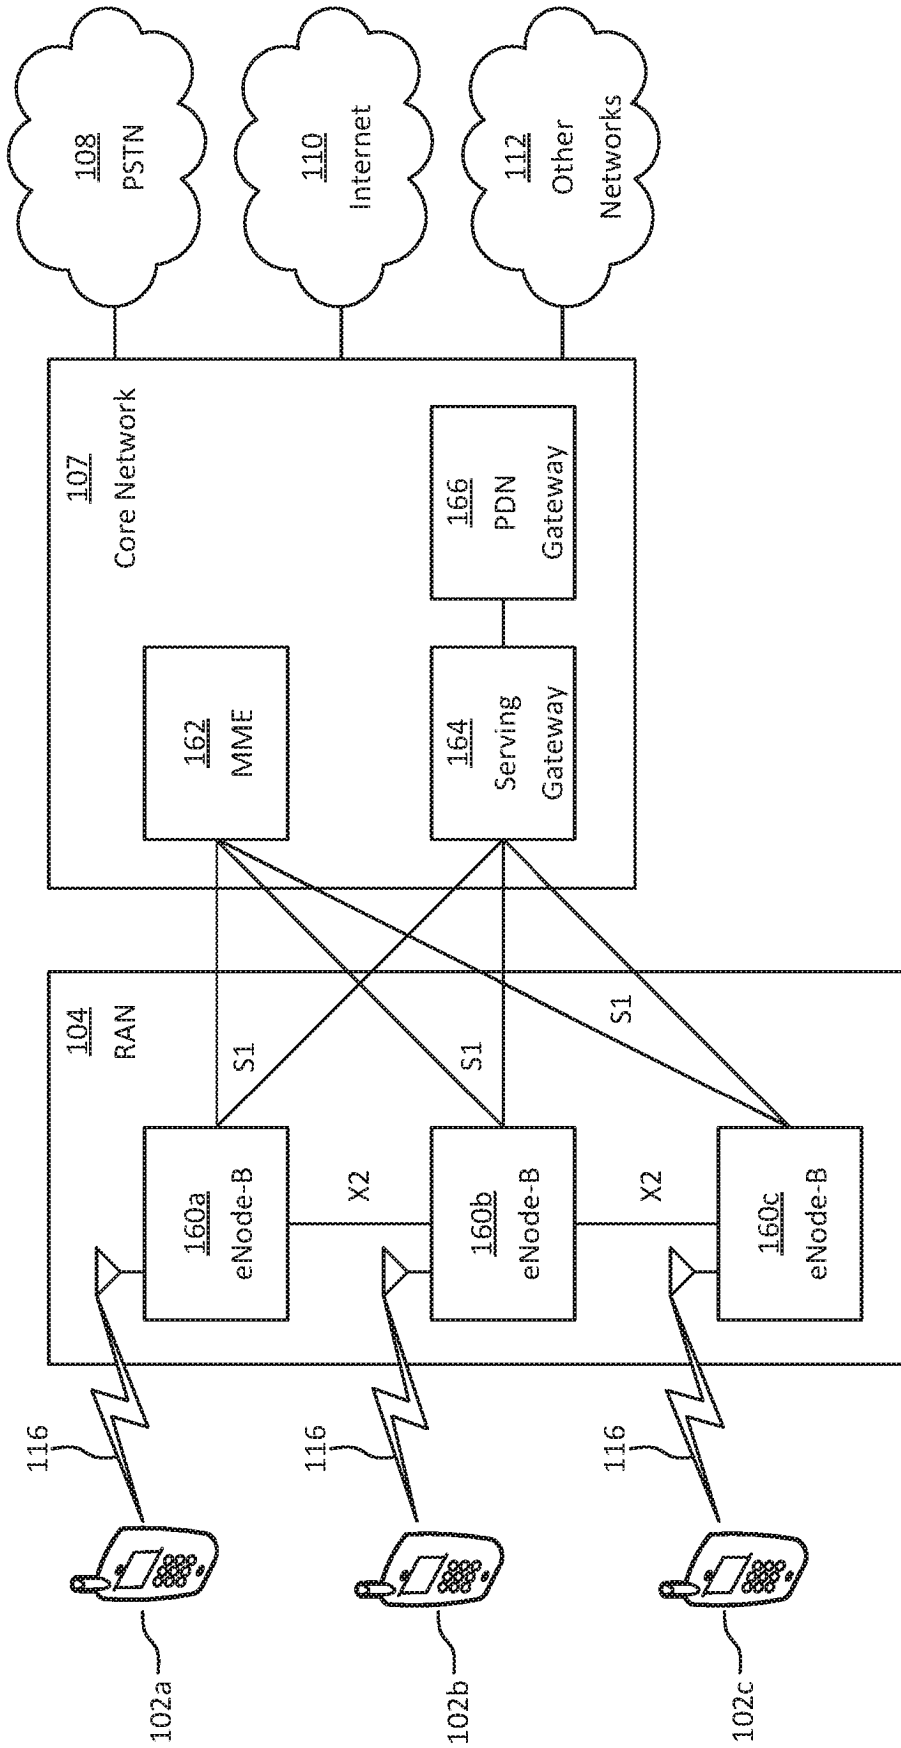 102a
116
104
RAN
160a
eNode-B
S1
162
MME
107
Core Network
108
PSTN
X2
102b
116
160b
eNode-B
S1
164
Serving
Gateway
166
PDN
Gateway
110
Internet
X2
102c
116
160c
eNode-B
S1
112
Other
Networks